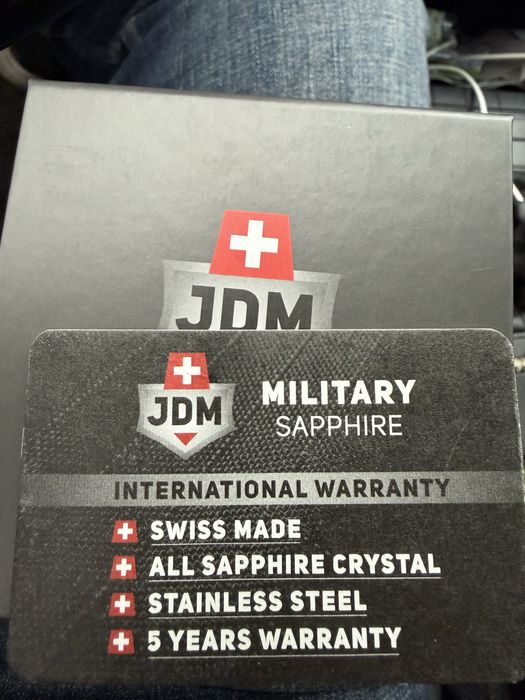 JDM
JDM
MILITARY
SAPPHIRE
INTERNATIONAL WARRANTY
SWISS MADE
ALL SAPPHIRE CRYSTAL
STAINLESS STEEL
5 YEARS WARRANTY